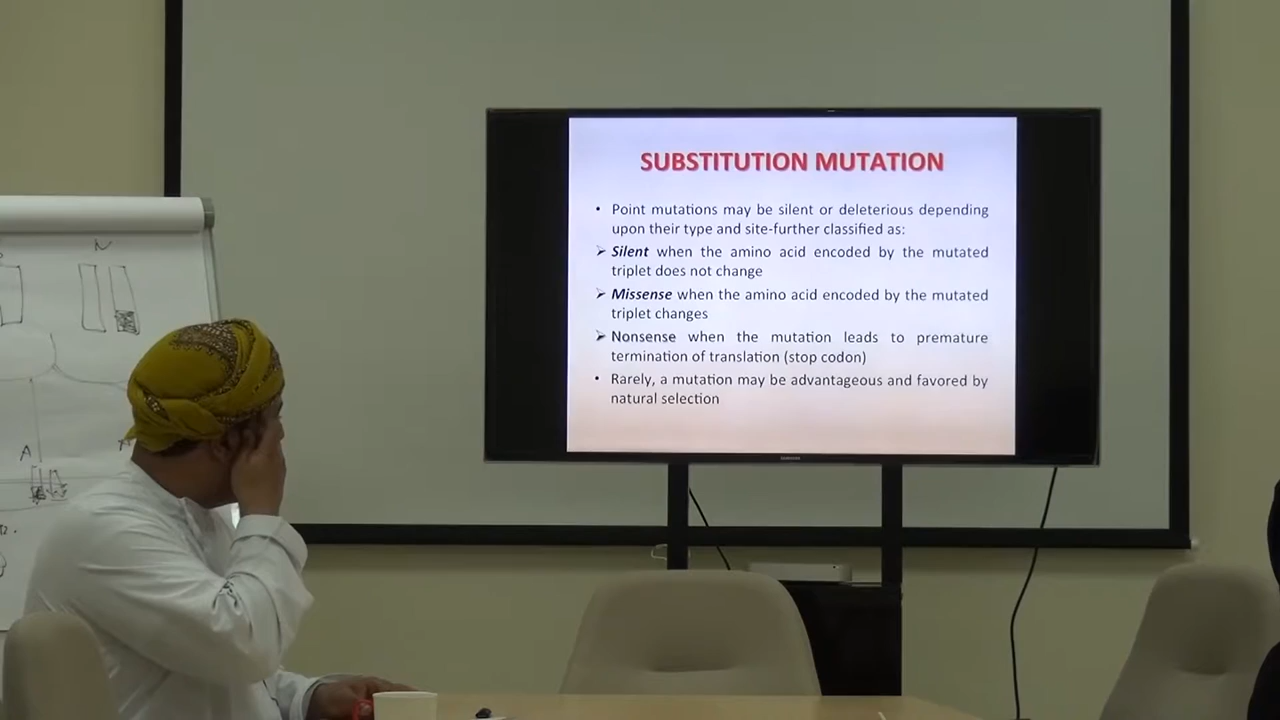 SUBSTITUTION MUTATION
• Point mutations may be silent or deleterious depending
upon their type and site-further classified as:
➢ Silent when the amino acid encoded by the mutated
triplet does not change
➢ Missense when the amino acid encoded by the mutated
triplet changes
➢ Nonsense when the mutation leads to premature
termination of translation (stop codon)
• Rarely, a mutation may be advantageous and favored by
natural selection
SAMSUNG
N
A